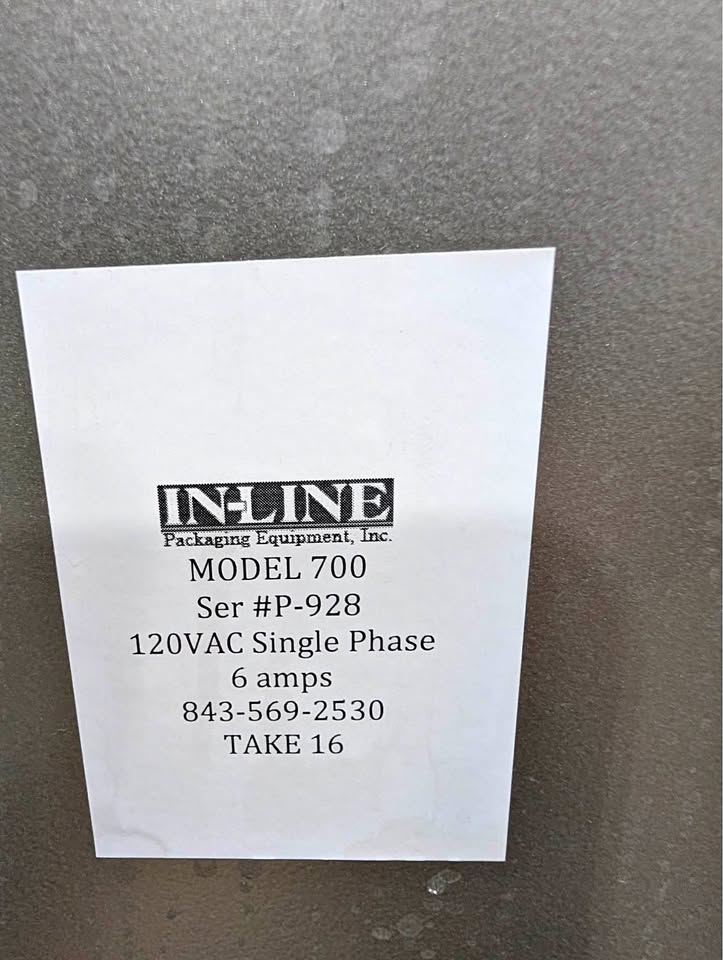 IN-LINE
Packaging Equipment, Inc.
MODEL 700
Ser #P-928
120VAC Single Phase
6 amps
843-569-2530
TAKE 16